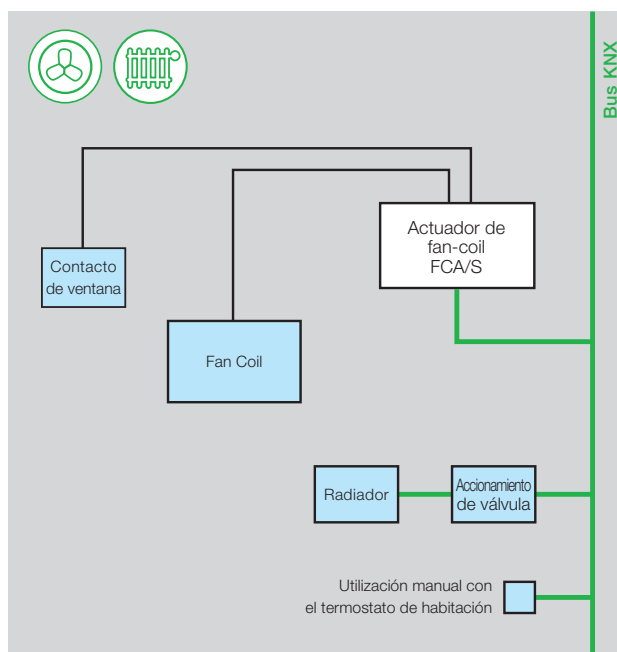 Bus KNX
Actuador de
fan-coil
FCA/S
Contacto
de ventana
Fan Coil
Radiador
Accionamiento
de válvula
Utilización manual con
el termostato de habitación